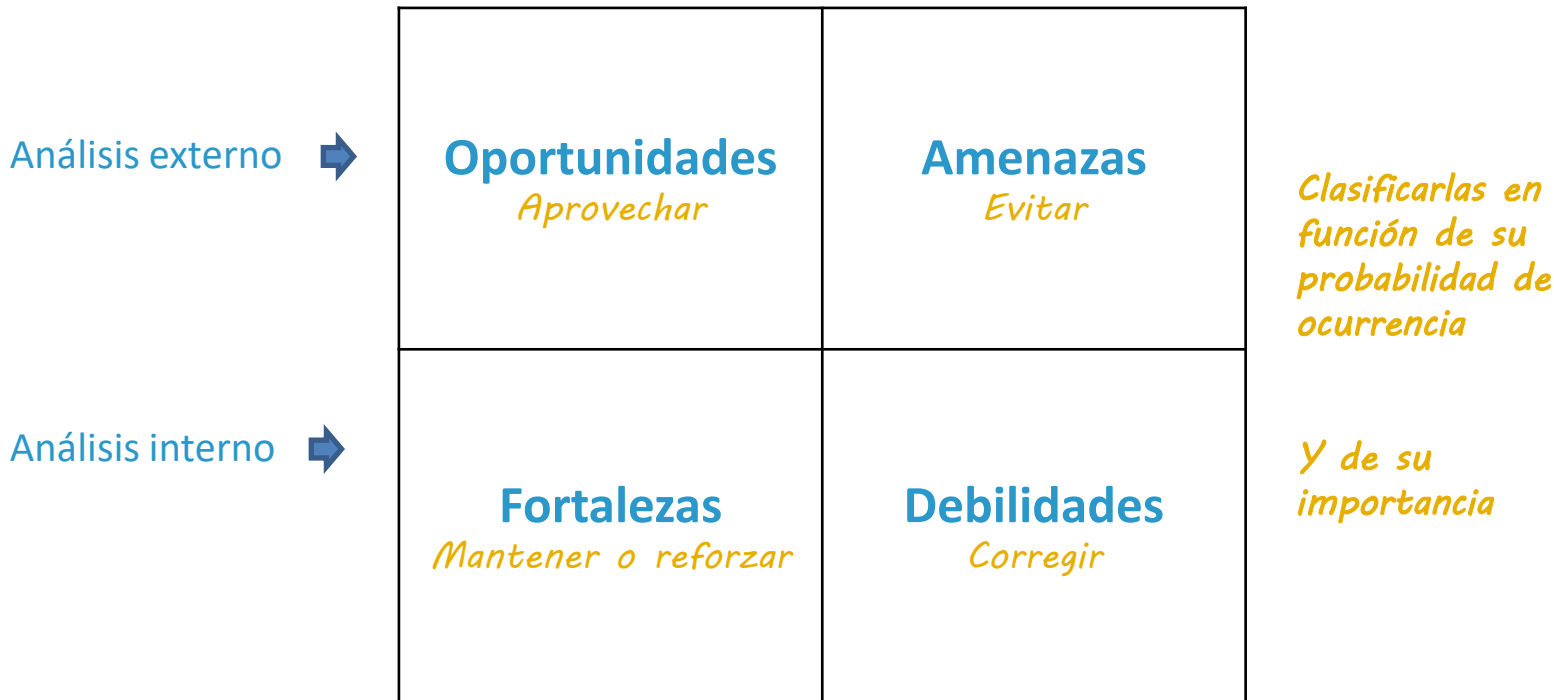 Análisis externo
Oportunidades
Aprovechar
Amenazas
Evitar
Clasificarlas en
función de su
probabilidad de
ocurrencia
Análisis interno
Fortalezas
Mantener o reforzar
Debilidades
Corregir
Y de su
importancia